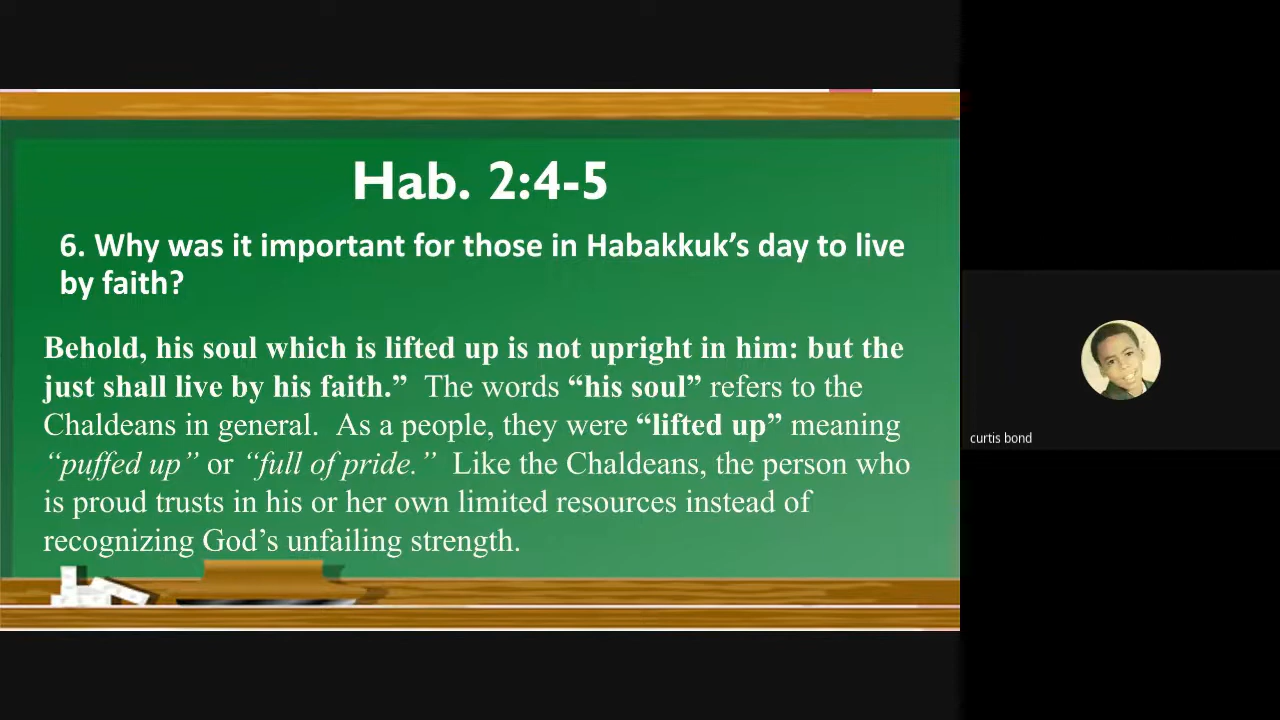 Hab. 2:4-5
6. Why was it important for those in Habakkuk’s day to live
by faith?
Behold, his soul which is lifted up is not upright in him: but the
just shall live by his faith.”  The words “his soul” refers to the
Chaldeans in general.  As a people, they were “lifted up” meaning
“puffed up” or “full of pride.”  Like the Chaldeans, the person who
is proud trusts in his or her own limited resources instead of
recognizing God’s unfailing strength.
curtis bond